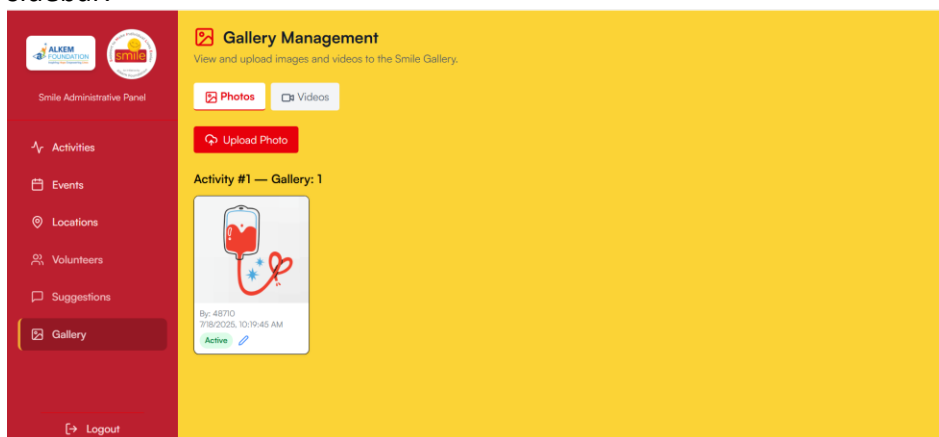 ALKEM
FOUNDATION
smile
Smile Administrative Panel
Activities
Events
Locations
Volunteers
Suggestions
Gallery
Logout
Gallery Management
View and upload images and videos to the Smile Gallery.
Photos
Videos
Upload Photo
Activity #1 — Gallery: 1
By: 48710
7/18/2025, 10:19:45 AM
Active